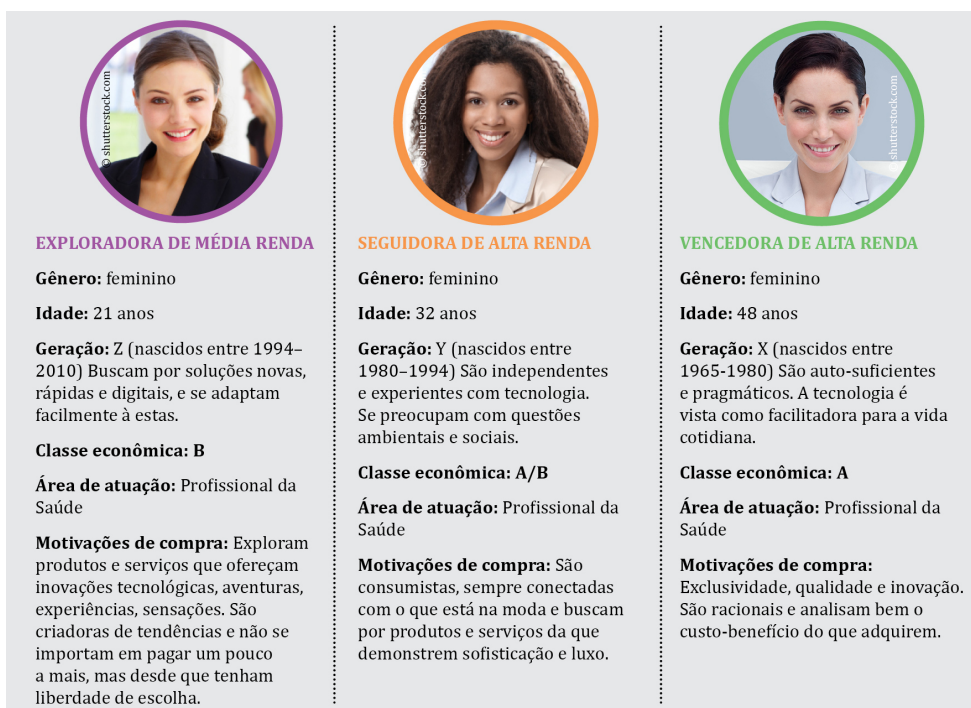 © shutterstock.com
EXPLORADORA DE MÉDIA RENDA
Gênero: feminino
Idade: 21 anos
Geração: Z (nascidos entre 1994–
2010) Buscam por soluções novas,
rápidas e digitais, e se adaptam
facilmente à estas.
Classe econômica: B
Área de atuação: Profissional da
Saúde
Motivações de compra: Exploram
produtos e serviços que ofereçam
inovações tecnológicas, aventuras,
experiências, sensações. São
criadoras de tendências e não se
importam em pagar um pouco
a mais, mas desde que tenham
liberdade de escolha.
© shutterstock.com
SEGUIDORA DE ALTA RENDA
Gênero: feminino
Idade: 32 anos
Geração: Y (nascidos entre
1980–1994) São independentes
e experientes com tecnologia.
Se preocupam com questões
ambientais e sociais.
Classe econômica: A/B
Área de atuação: Profissional da
Saúde
Motivações de compra: São
consumistas, sempre conectadas
com o que está na moda e buscam
por produtos e serviços da que
demonstrem sofisticação e luxo.
© shutterstock.com
VENCEDORA DE ALTA RENDA
Gênero: feminino
Idade: 48 anos
Geração: X (nascidos entre
1965-1980) São auto-suficientes
e pragmáticos. A tecnologia é
vista como facilitadora para a vida
cotidiana.
Classe econômica: A
Área de atuação: Profissional da
Saúde
Motivações de compra:
Exclusividade, qualidade e inovação.
São racionais e analisam bem o
custo-benefício do que adquirem.